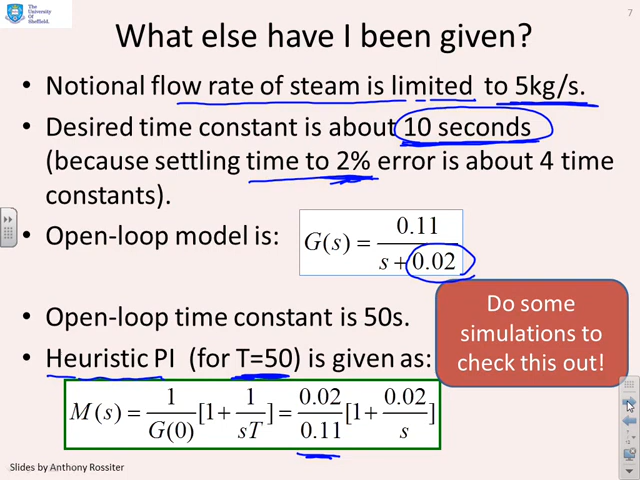 The
University
Of
Sheffield.
7
What else have I been given?
• Notional flow rate of steam is limited to 5kg/s.
• Desired time constant is about 10 seconds
(because settling time to 2% error is about 4 time
constants).
• Open-loop model is:
G(s) = 0.11 / (s + 0.02)
• Open-loop time constant is 50s.
• Heuristic PI (for T=50) is given as:
Do some
simulations to
check this out!
M(s) = 1/G(0) [1 + 1/sT] = 0.02/0.11 [1 + 0.02/s]
Slides by Anthony Rossiter